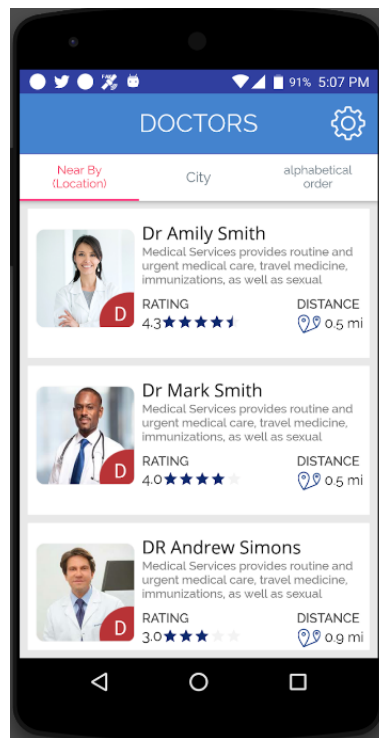 91% 5:07 PM
DOCTORS
Near By
(Location)
City
alphabetical
order
Dr Amily Smith
Medical Services provides routine and
urgent medical care, travel medicine,
immunizations, as well as sexual
RATING DISTANCE
4.3 0.5 mi
D
Dr Mark Smith
Medical Services provides routine and
urgent medical care, travel medicine,
immunizations, as well as sexual
RATING DISTANCE
4.0 0.5 mi
D
DR Andrew Simons
Medical Services provides routine and
urgent medical care, travel medicine,
immunizations, as well as sexual
RATING DISTANCE
3.0 0.9 mi
D